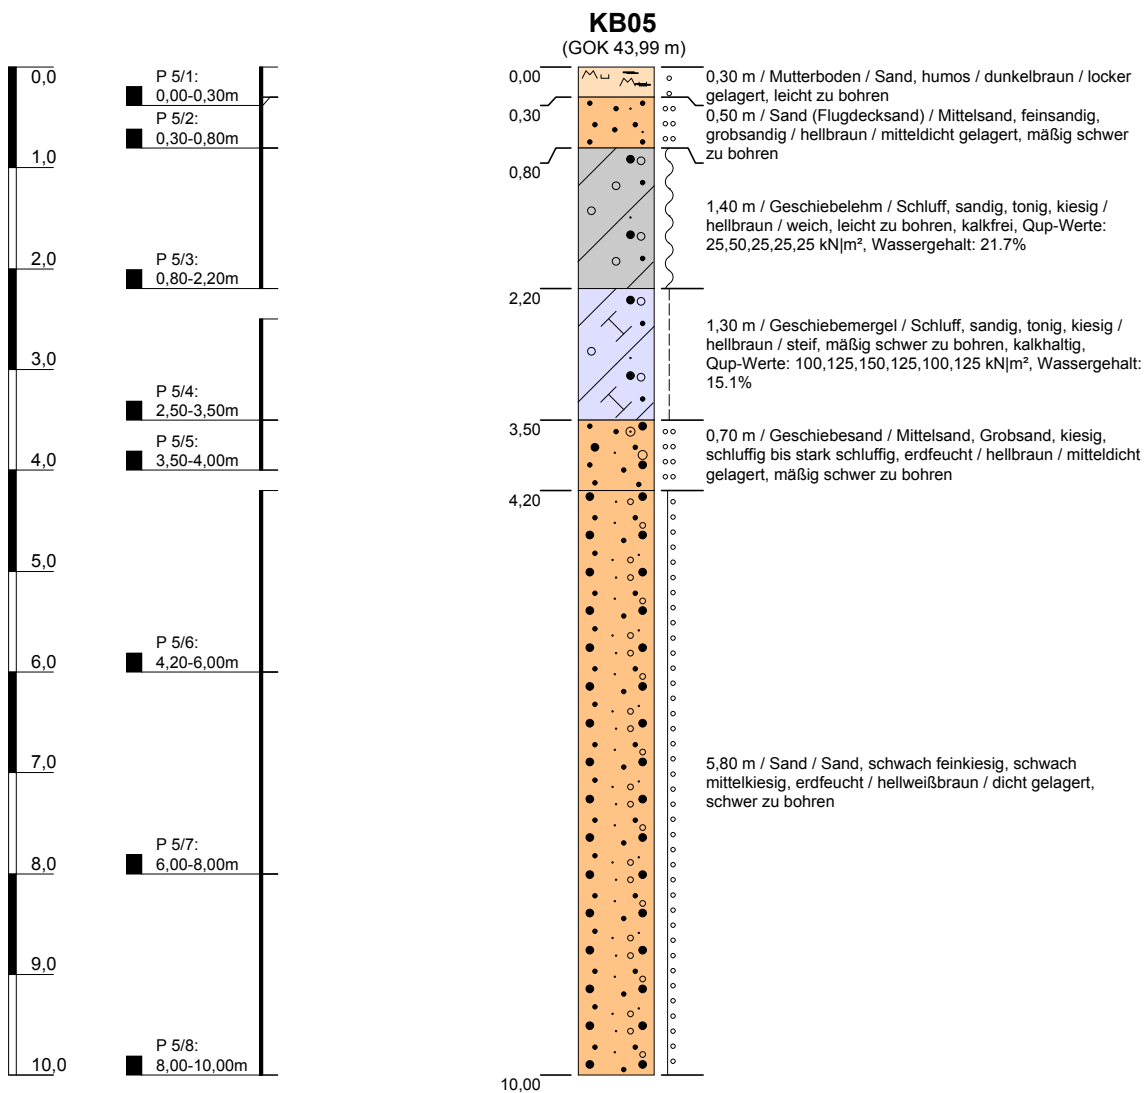 KB05
(GOK 43,99 m)
0,0
1,0
2,0
3,0
4,0
5,0
6,0
7,0
8,0
9,0
10,0
P 5/1:
0,00-0,30m
P 5/2:
0,30-0,80m
P 5/3:
0,80-2,20m
P 5/4:
2,50-3,50m
P 5/5:
3,50-4,00m
P 5/6:
4,20-6,00m
P 5/7:
6,00-8,00m
P 5/8:
8,00-10,00m
0,00
0,30
0,80
2,20
3,50
4,20
10,00
0,30 m / Mutterboden / Sand, humos / dunkelbraun / locker
gelagert, leicht zu bohren
0,50 m / Sand (Flugdecksand) / Mittelsand, feinsandig,
grobsandig / hellbraun / mitteldicht gelagert, mäßig schwer
zu bohren
1,40 m / Geschiebelehm / Schluff, sandig, tonig, kiesig /
hellbraun / weich, leicht zu bohren, kalkfrei, Qup-Werte:
25,50,25,25,25 kN|m², Wassergehalt: 21.7%
1,30 m / Geschiebemergel / Schluff, sandig, tonig, kiesig /
hellbraun / steif, mäßig schwer zu bohren, kalkhaltig,
Qup-Werte: 100,125,150,125,100,125 kN|m², Wassergehalt:
15.1%
0,70 m / Geschiebesand / Mittelsand, Grobsand, kiesig,
schluffig bis stark schluffig, erdfeucht / hellbraun / mitteldicht
gelagert, mäßig schwer zu bohren
5,80 m / Sand / Sand, schwach feinkiesig, schwach
mittelkiesig, erdfeucht / hellweißbraun / dicht gelagert,
schwer zu bohren